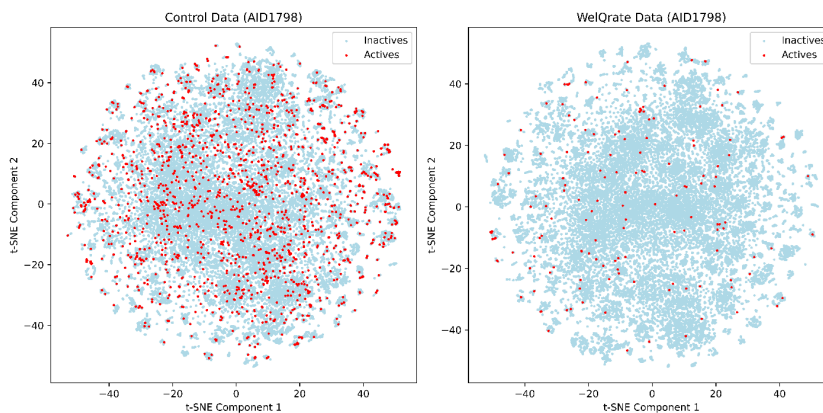 Control Data (AID1798)
Inactives
Actives
t-SNE Component 2
40
20
0
−20
−40
−40
−20
0
20
40
t-SNE Component 1
WelQrate Data (AID1798)
Inactives
Actives
t-SNE Component 2
40
20
0
−20
−40
−40
−20
0
20
40
t-SNE Component 1